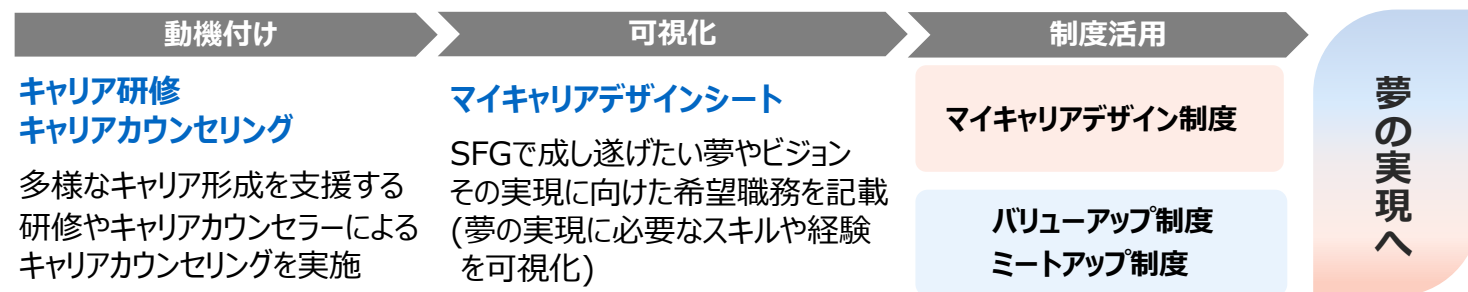 動機付け
可視化
制度活用
キャリア研修
キャリアカウンセリング
多様なキャリア形成を支援する
研修やキャリアカウンセラーによる
キャリアカウンセリングを実施
マイキャリアデザインシート
SFGで成し遂げたい夢やビジョン
その実現に向けた希望職務を記載
(夢の実現に必要なスキルや経験
を可視化)
マイキャリアデザイン制度
バリューアップ制度
ミートアップ制度
夢の実現へ